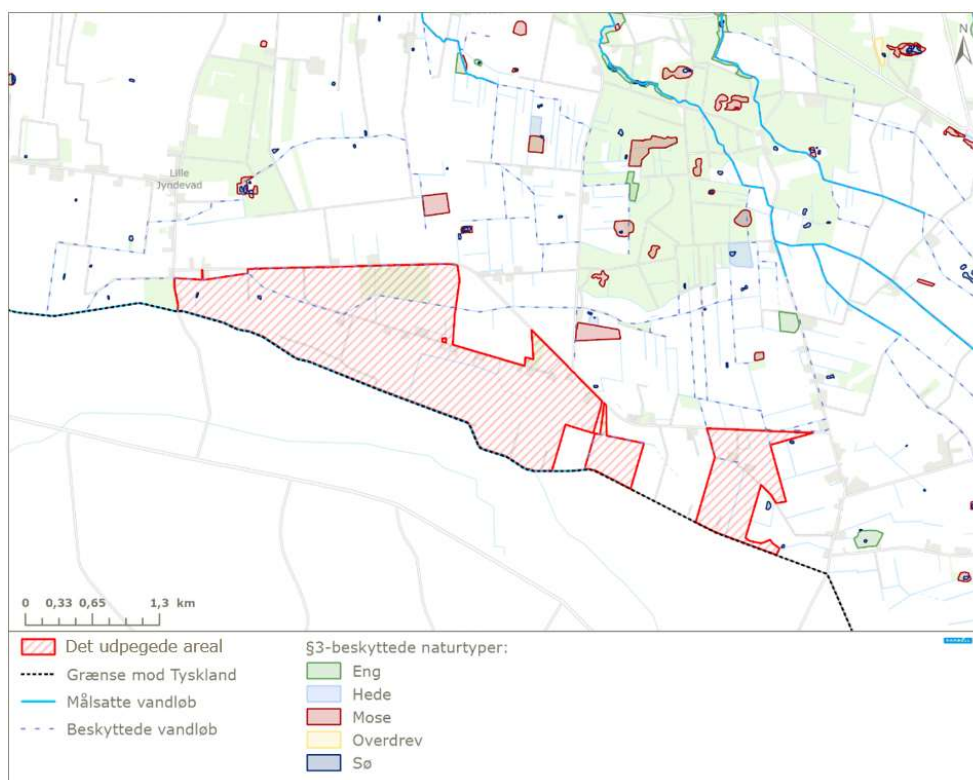 N
Lille
Jyndevad
0 0,33 0,65 1,3 km
Det udpegede areal
Grænse mod Tyskland
Målsatte vandløb
Beskyttede vandløb
§3-beskyttede naturtyper:
Eng
Hede
Mose
Overdrev
Sø